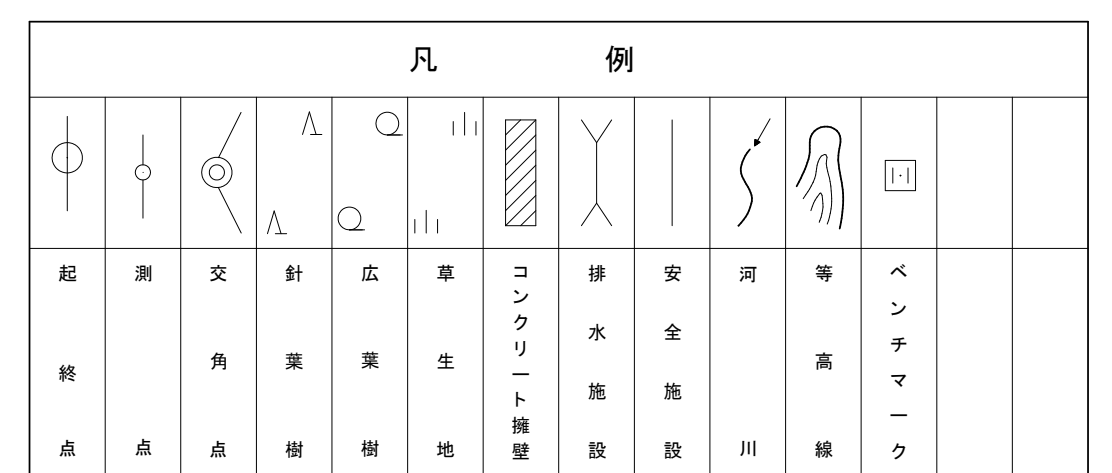 凡例
起終点
測点
交角点
針葉樹
広葉樹
草生地
コンクリート擁壁
排水施設
安全施設
河川
等高線
ベンチマーク